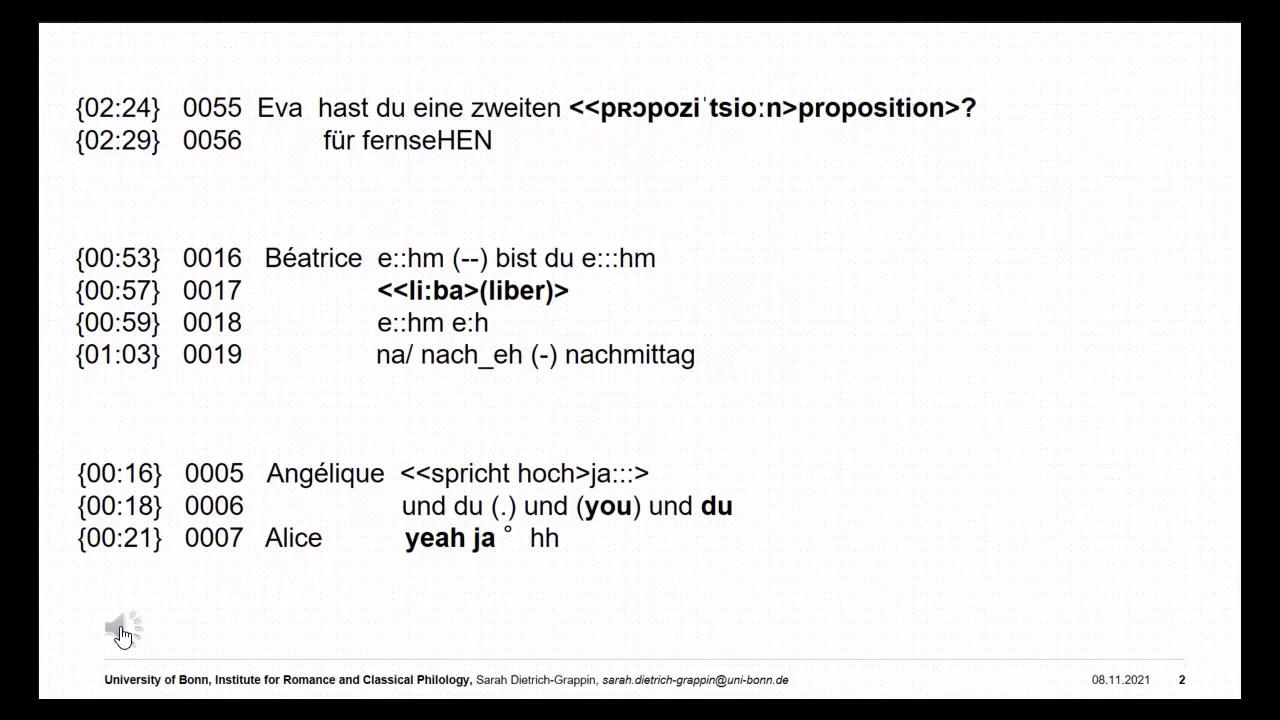 {02:24} 0055 Eva hast du eine zweiten <<pʀɔpoziˈtsioːn>proposition>?
{02:29} 0056 für fernseHEN
{00:53} 0016 Béatrice e::hm (--) bist du e:::hm
{00:57} 0017 <<li:ba>(liber)>
{00:59} 0018 e::hm e:h
{01:03} 0019 na/ nach_eh (-) nachmittag
{00:16} 0005 Angélique <<spricht hoch>ja:::>
{00:18} 0006 und du (.) und (you) und du
{00:21} 0007 Alice yeah ja ° hh
University of Bonn, Institute for Romance and Classical Philology, Sarah Dietrich-Grappin, sarah.dietrich-grappin@uni-bonn.de 08.11.2021 2